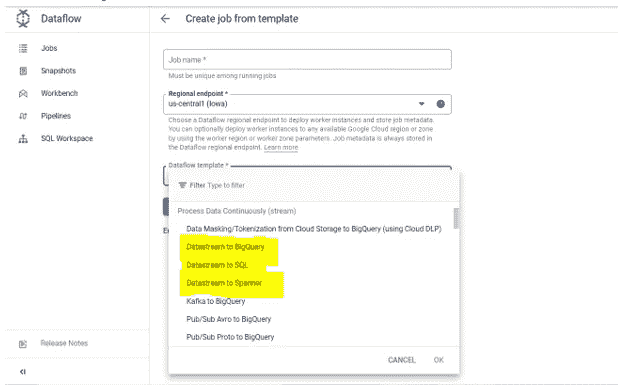 Dataflow
Create job from template
Jobs
Snapshots
Workbench
Pipelines
SQL Workspace
Job name *
Must be unique among running jobs
Regional endpoint *
us-central1 (Iowa)
Choose a Dataflow regional endpoint to deploy worker instances and store job metadata.
You can optionally deploy worker instances to any available Google Cloud region or zone
by using the worker region or worker zone parameters. Job metadata is always stored in
the Dataflow regional endpoint. Learn more
Dataflow template *
Filter Type to filter
Process Data Continuously (stream)
Data Masking/Tokenization from Cloud Storage to BigQuery (using Cloud DLP)
Datastream to BigQuery
Datastream to SQL
Datastream to Spanner
Kafka to BigQuery
Pub/Sub Avro to BigQuery
Pub/Sub Proto to BigQuery
CANCEL OK
Release Notes